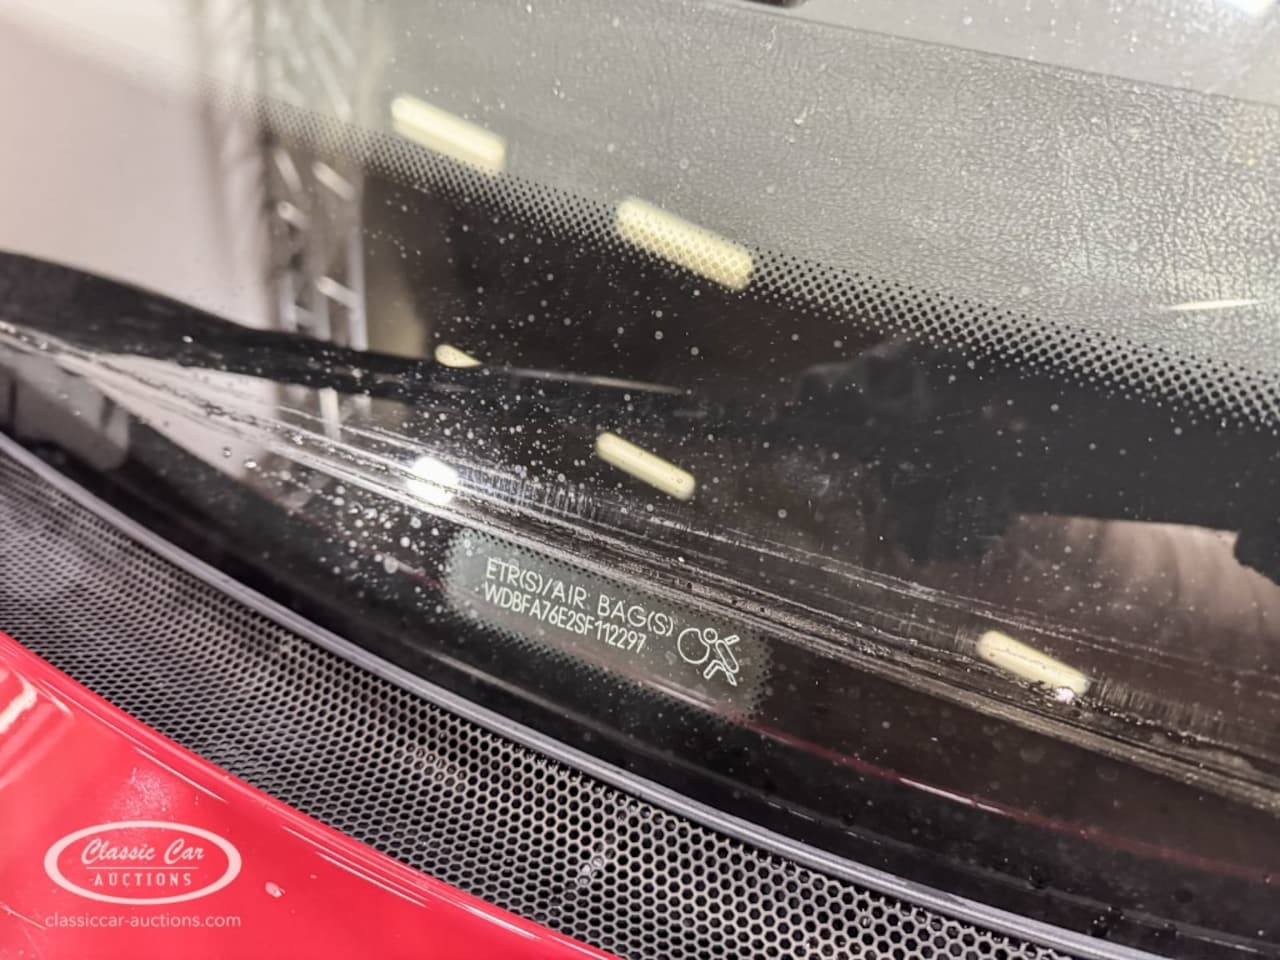 ETR(S)/AIR BAG(S)
WDBFA76E2SF112297
Classic Car
AUCTIONS
classiccar-auctions.com